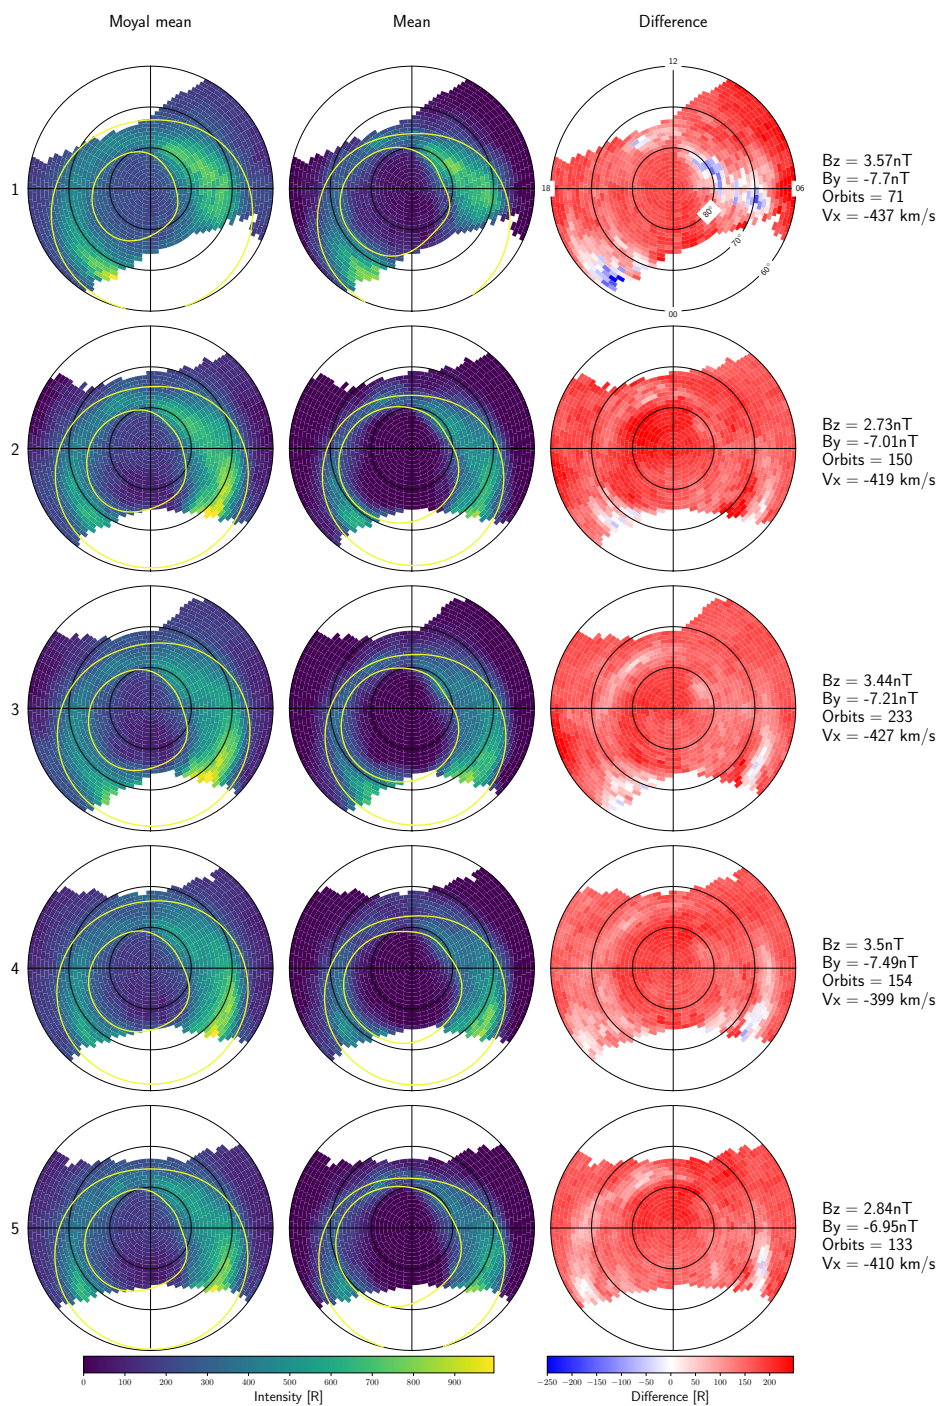 Moyal mean Mean Difference
12
1 18 06 Bz = 3.57nT
By = -7.7nT
Orbits = 71
Vx = -437 km/s
80°
70°
60°
00
2 Bz = 2.73nT
By = -7.01nT
Orbits = 150
Vx = -419 km/s
3 Bz = 3.44nT
By = -7.21nT
Orbits = 233
Vx = -427 km/s
4 Bz = 3.5nT
By = -7.49nT
Orbits = 154
Vx = -399 km/s
5 Bz = 2.84nT
By = -6.95nT
Orbits = 133
Vx = -410 km/s
0 100 200 300 400 500 600 700 800 900
Intensity [R]
−250 −200 −150 −100 −50 0 50 100 150 200
Difference [R]